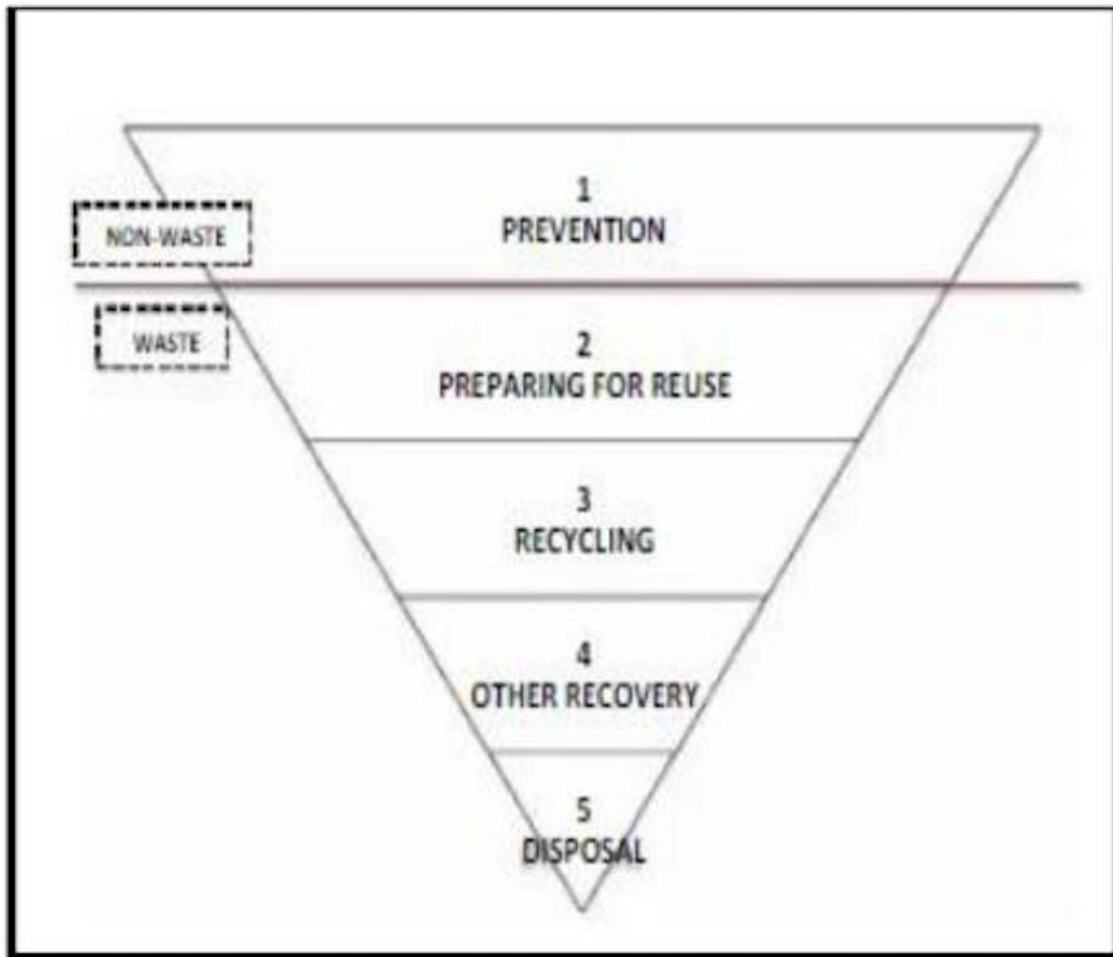 1
PREVENTION
NON-WASTE
WASTE
2
PREPARING FOR REUSE
3
RECYCLING
4
OTHER RECOVERY
5
DISPOSAL